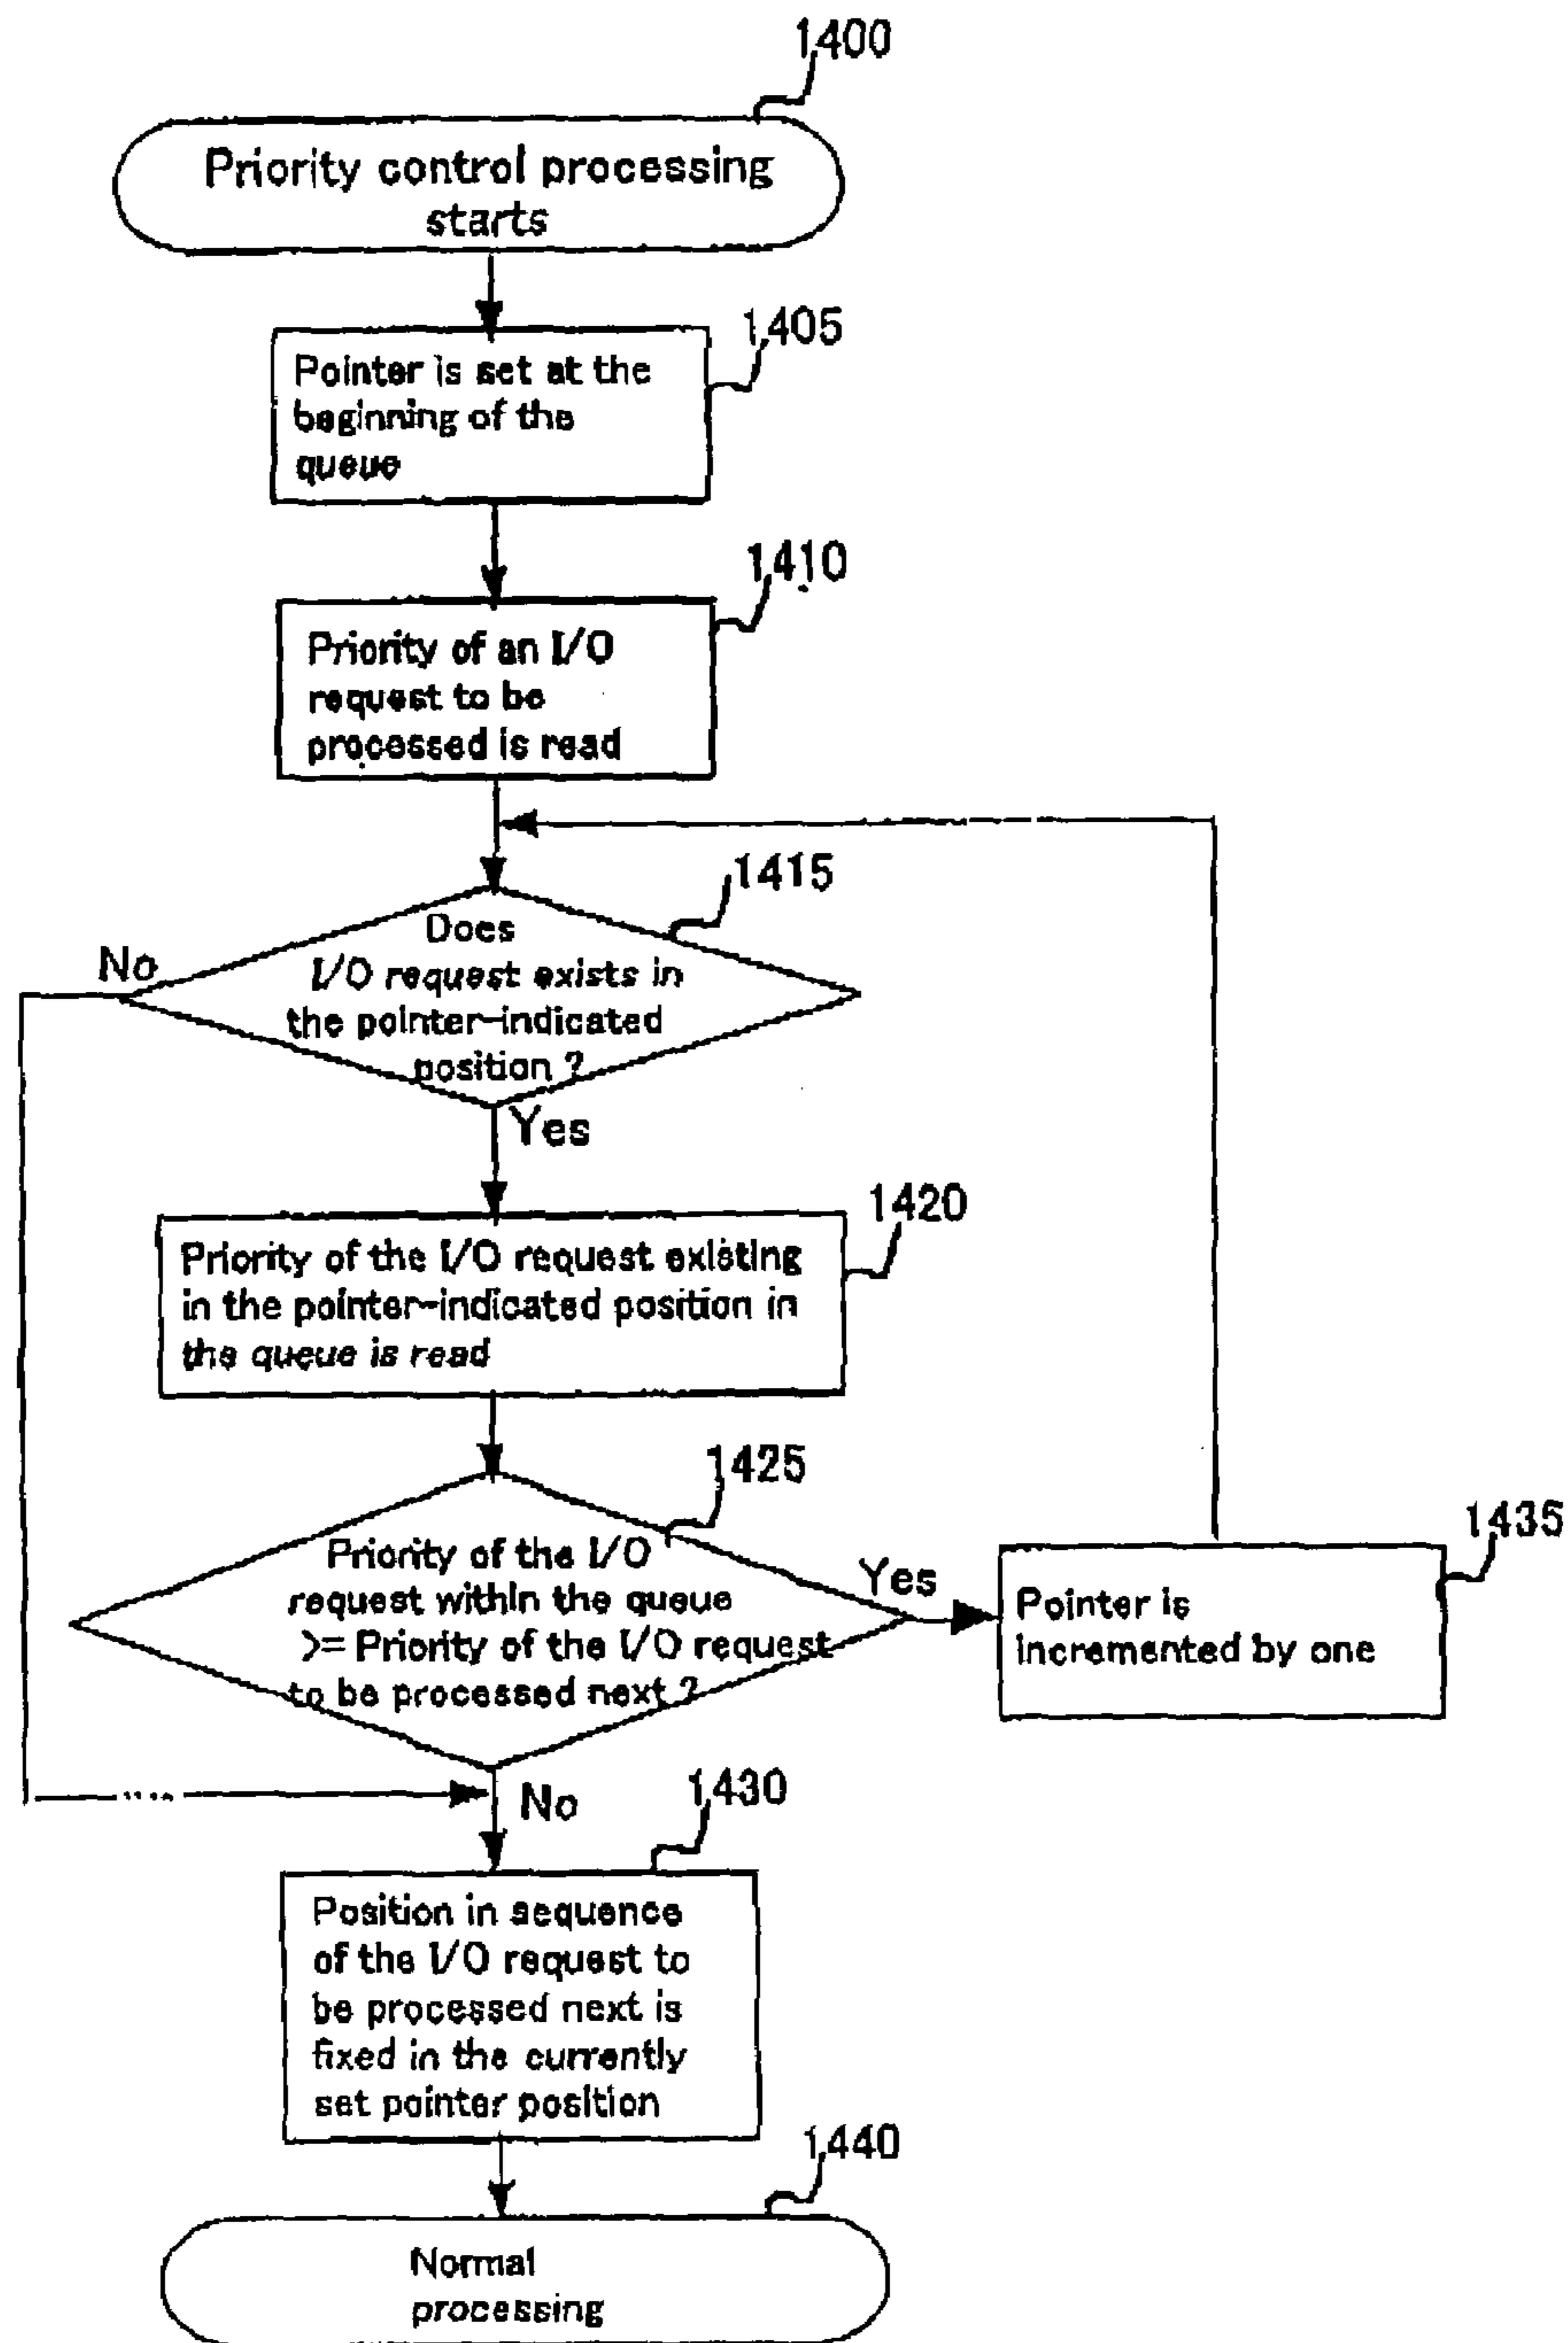 1400
Priority control processing
starts
1405
Pointer is set at the
beginning of the
queue
1410
Priority of an I/O
request to be
processed is read
1415
Does
I/O request exists in
the pointer-indicated
position ?
No
Yes
1420
Priority of the I/O request existing
in the pointer-indicated position in
the queue is read
1425
Priority of the I/O
request within the queue
>= Priority of the I/O request
to be processed next ?
Yes
1435
Pointer is
incremented by one
No
1430
Position in sequence
of the I/O request to
be processed next is
fixed in the currently
set pointer position
1440
Normal
processing